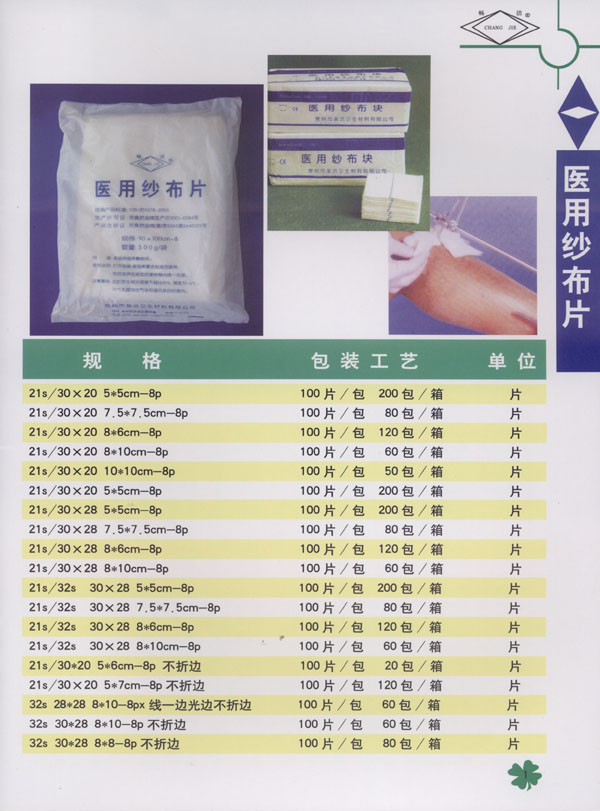 畅 洁 ®
CHANG JIE
医用纱布片
医用纱布片
医用纱布块
医用纱布块
规 格 包装工艺 单位
21s/30×20 5*5cm-8p 100片/包 200包/箱 片
21s/30×20 7.5*7.5cm-8p 100片/包 80包/箱 片
21s/30×20 8*6cm-8p 100片/包 120包/箱 片
21s/30×20 8*10cm-8p 100片/包 60包/箱 片
21s/30×20 10*10cm-8p 100片/包 50包/箱 片
21s/30×20 5*5cm-8p 100片/包 200包/箱 片
21s/30×28 5*5cm-8p 100片/包 200包/箱 片
21s/30×28 7.5*7.5cm-8p 100片/包 80包/箱 片
21s/30×28 8*6cm-8p 100片/包 120包/箱 片
21s/30×28 8*10cm-8p 100片/包 60包/箱 片
21s/32s 30×28 5*5cm-8p 100片/包 200包/箱 片
21s/32s 30×28 7.5*7.5cm-8p 100片/包 80包/箱 片
21s/32s 30×28 8*6cm-8p 100片/包 120包/箱 片
21s/32s 30×28 8*10cm-8p 100片/包 60包/箱 片
21s/30*20 5*6cm-8p 不折边 100片/包 20包/箱 片
21s/30×20 5*7cm-8p 不折边 100片/包 120包/箱 片
32s 28*28 8*10-8px 线一边光边不折边 100片/包 60包/箱 片
32s 30*28 8*10-8p 不折边 100片/包 60包/箱 片
32s 30*28 8*8-8p 不折边 100片/包 80包/箱 片
1